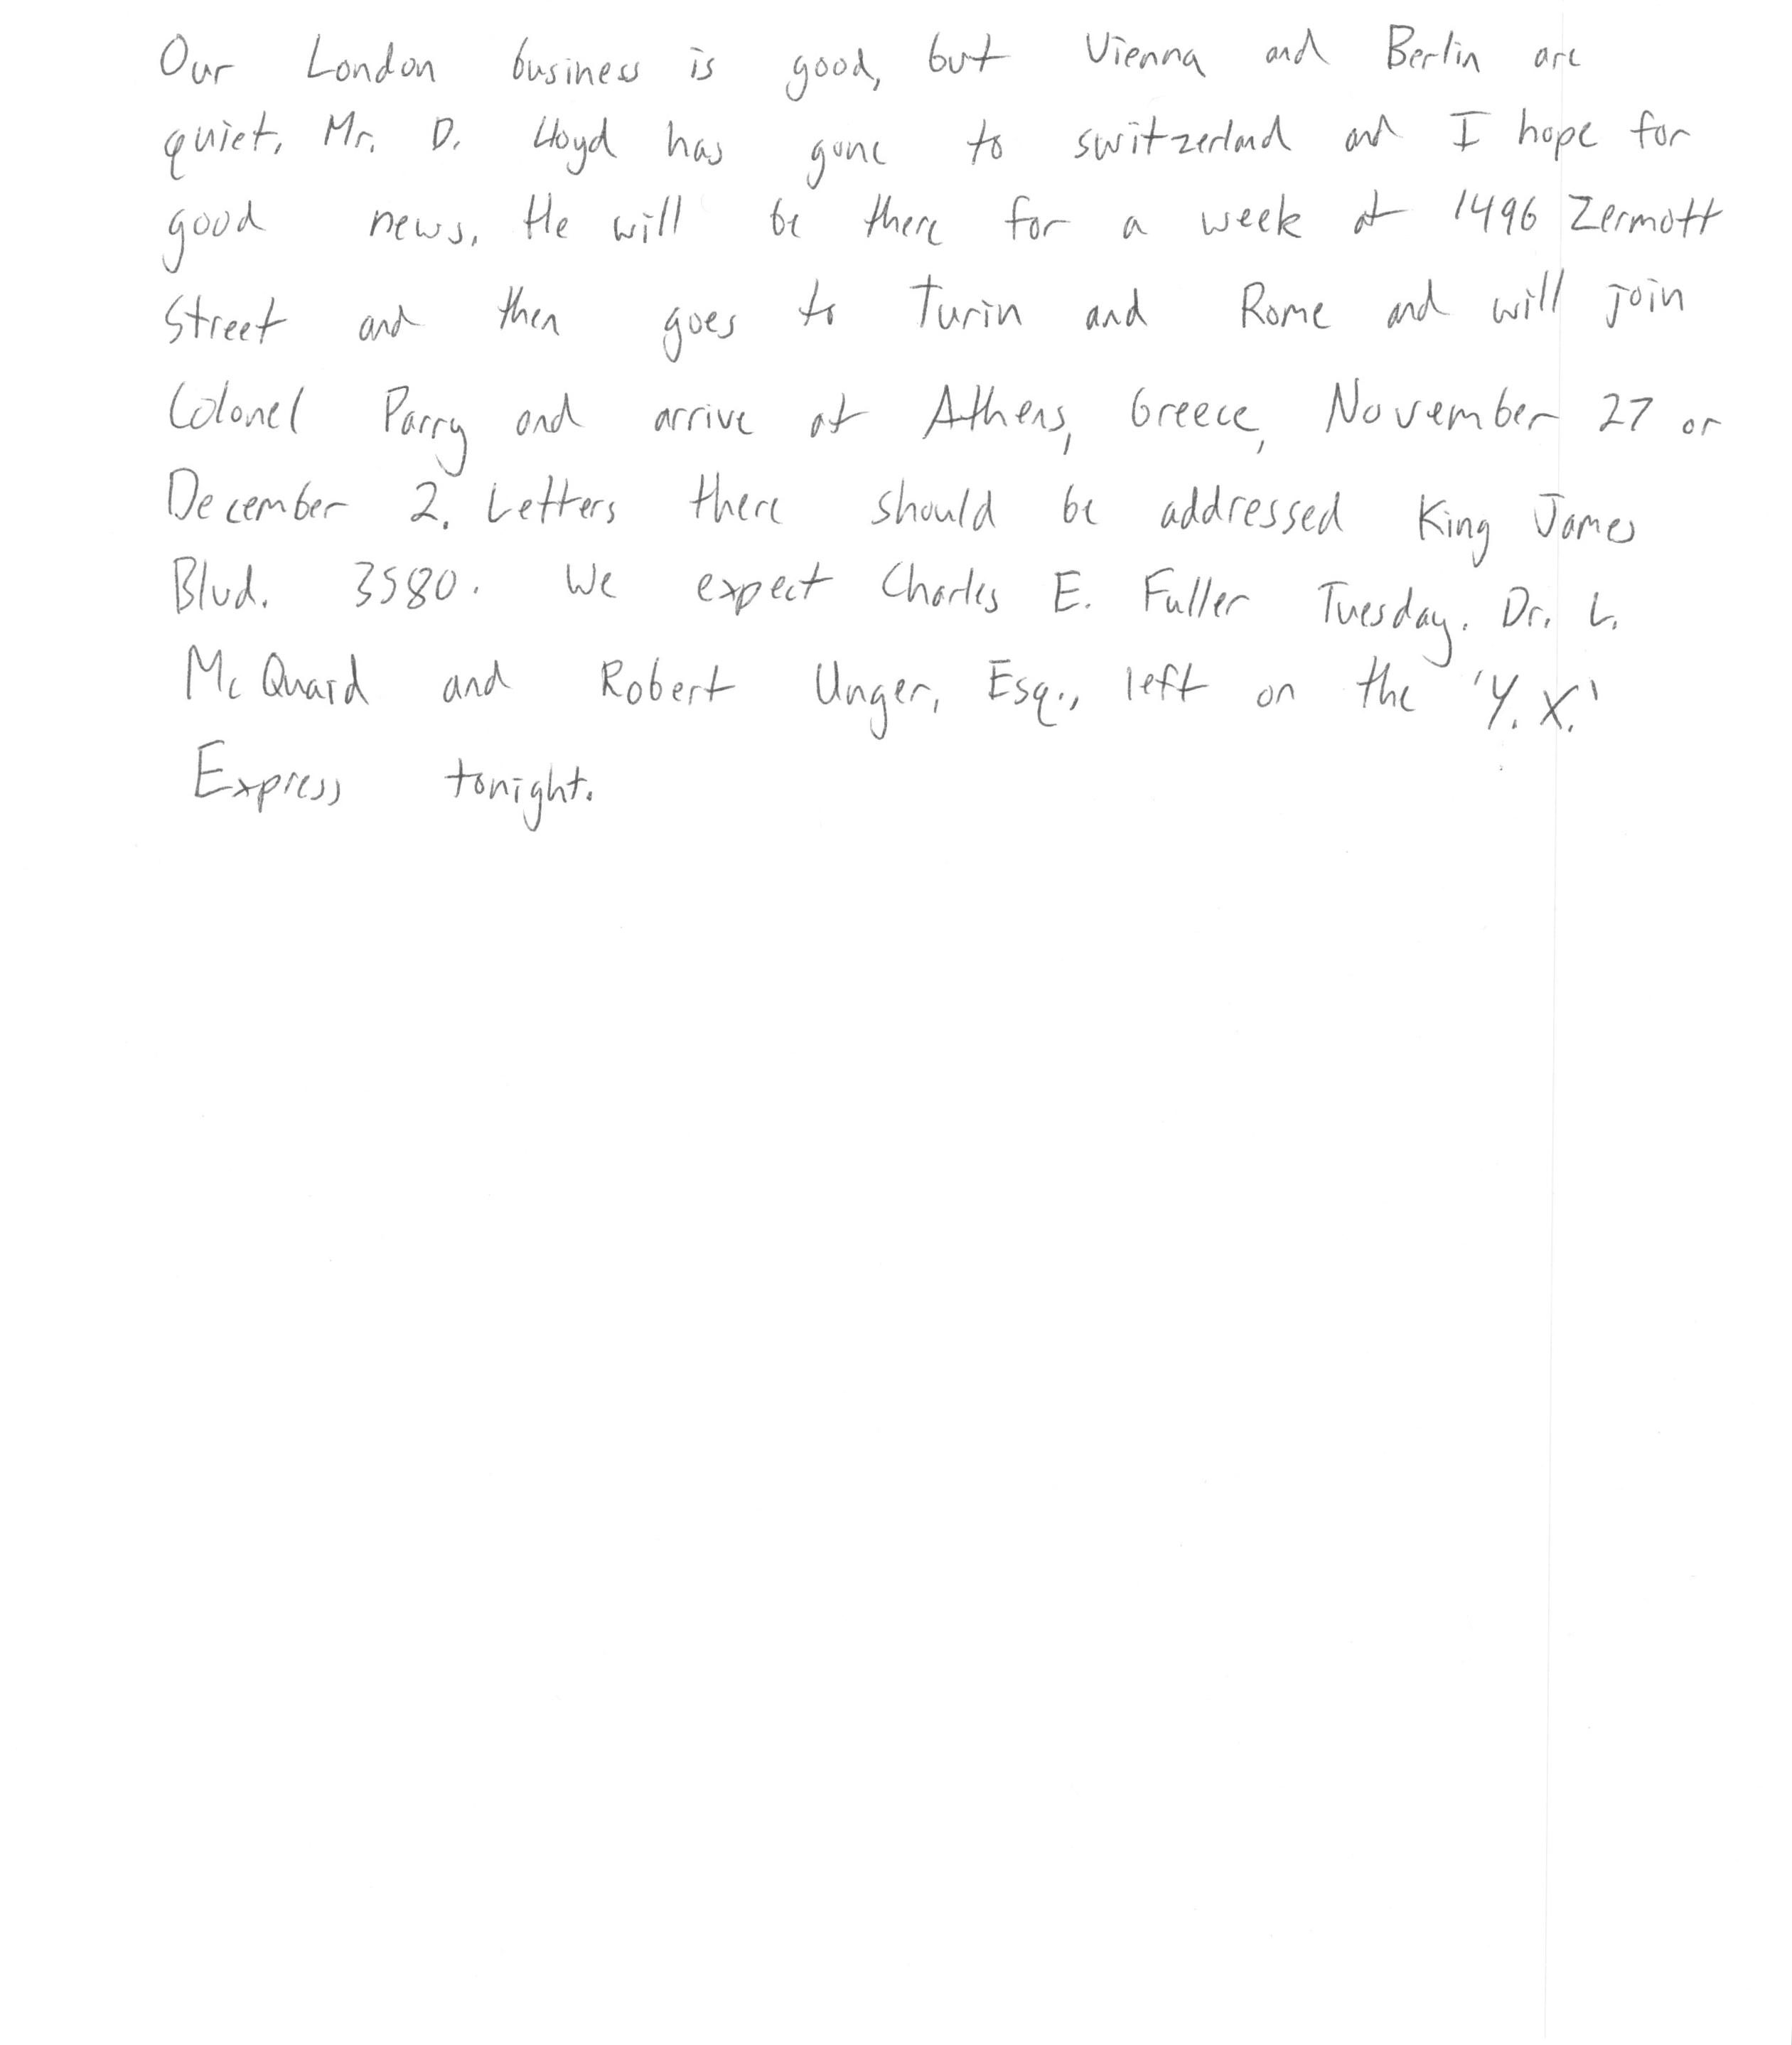 Our London business is good, but Vienna and Berlin are
quiet. Mr. D. Lloyd has gone to switzerland and I hope for
good news. He will be there for a week at 1496 Zermott
Street and then goes to Turin and Rome and will join
Colonel Parry and arrive at Athens, Greece, November 27 or
December 2. Letters there should be addressed King James
Blvd. 3580. We expect Charles E. Fuller Tuesday. Dr. L.
McQuaid and Robert Unger, Esq., left on the 'Y.X.'
Express tonight.